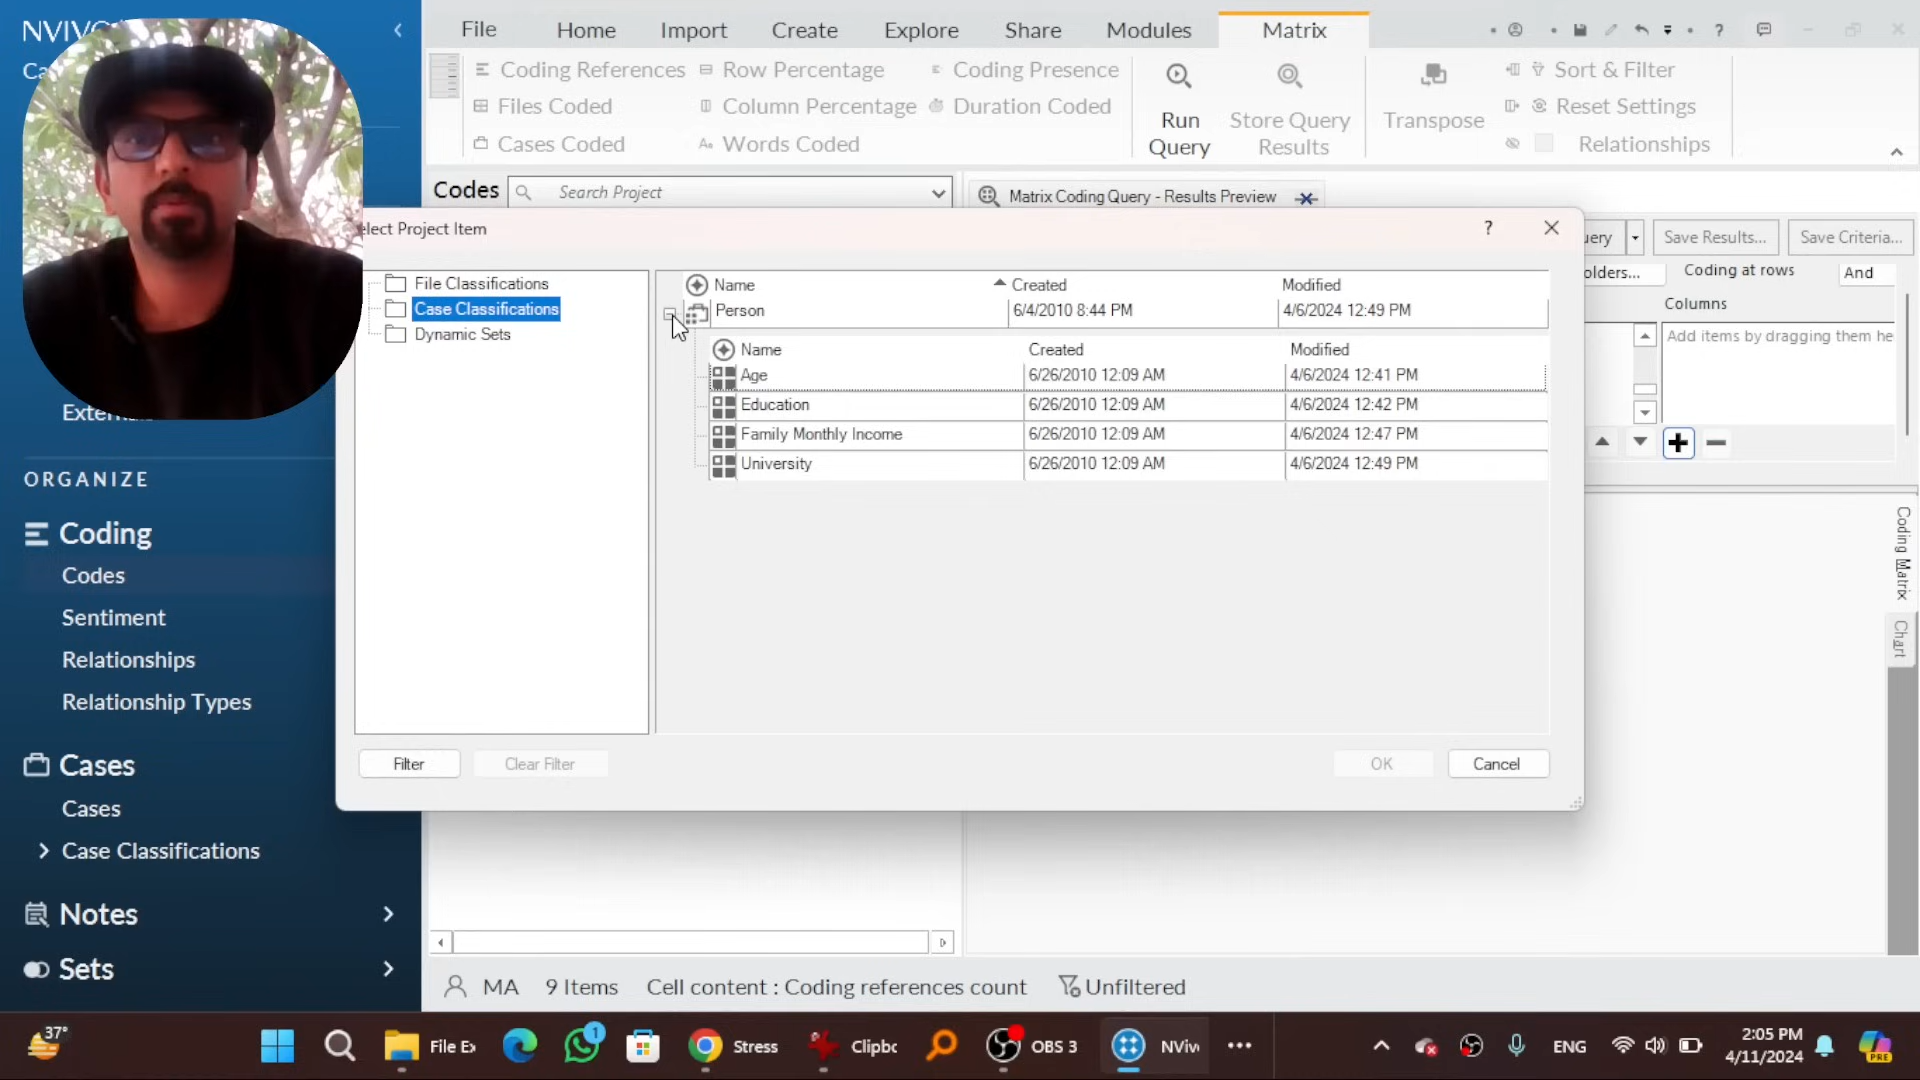 NVIV
File Home Import Create Explore Share Modules Matrix
Coding References Row Percentage Coding Presence
Files Coded Column Percentage Duration Coded
Cases Coded Words Coded
Run Query
Store Query Results
Transpose
Sort & Filter
Reset Settings
Relationships
Codes Search Project
Matrix Coding Query - Results Preview
elect Project Item ?
File Classifications
Case Classifications
Dynamic Sets
Name Created Modified
Person 6/4/2010 8:44 PM 4/6/2024 12:49 PM
Name Created Modified
Age 6/26/2010 12:09 AM 4/6/2024 12:41 PM
Education 6/26/2010 12:09 AM 4/6/2024 12:42 PM
Family Monthly Income 6/26/2010 12:09 AM 4/6/2024 12:47 PM
University 6/26/2010 12:09 AM 4/6/2024 12:49 PM
Filter Clear Filter OK Cancel
uery Save Results... Save Criteria...
olders... Coding at rows And
Columns
Add items by dragging them he
Coding Matrix
Chart
Extern
ORGANIZE
Coding
Codes
Sentiment
Relationships
Relationship Types
Cases
Cases
Case Classifications
Notes
Sets
MA 9 Items Cell content : Coding references count Unfiltered
37° File Ex 1 Stress Clipbc OBS 3 NViv ENG
2:05 PM
4/11/2024
PRE